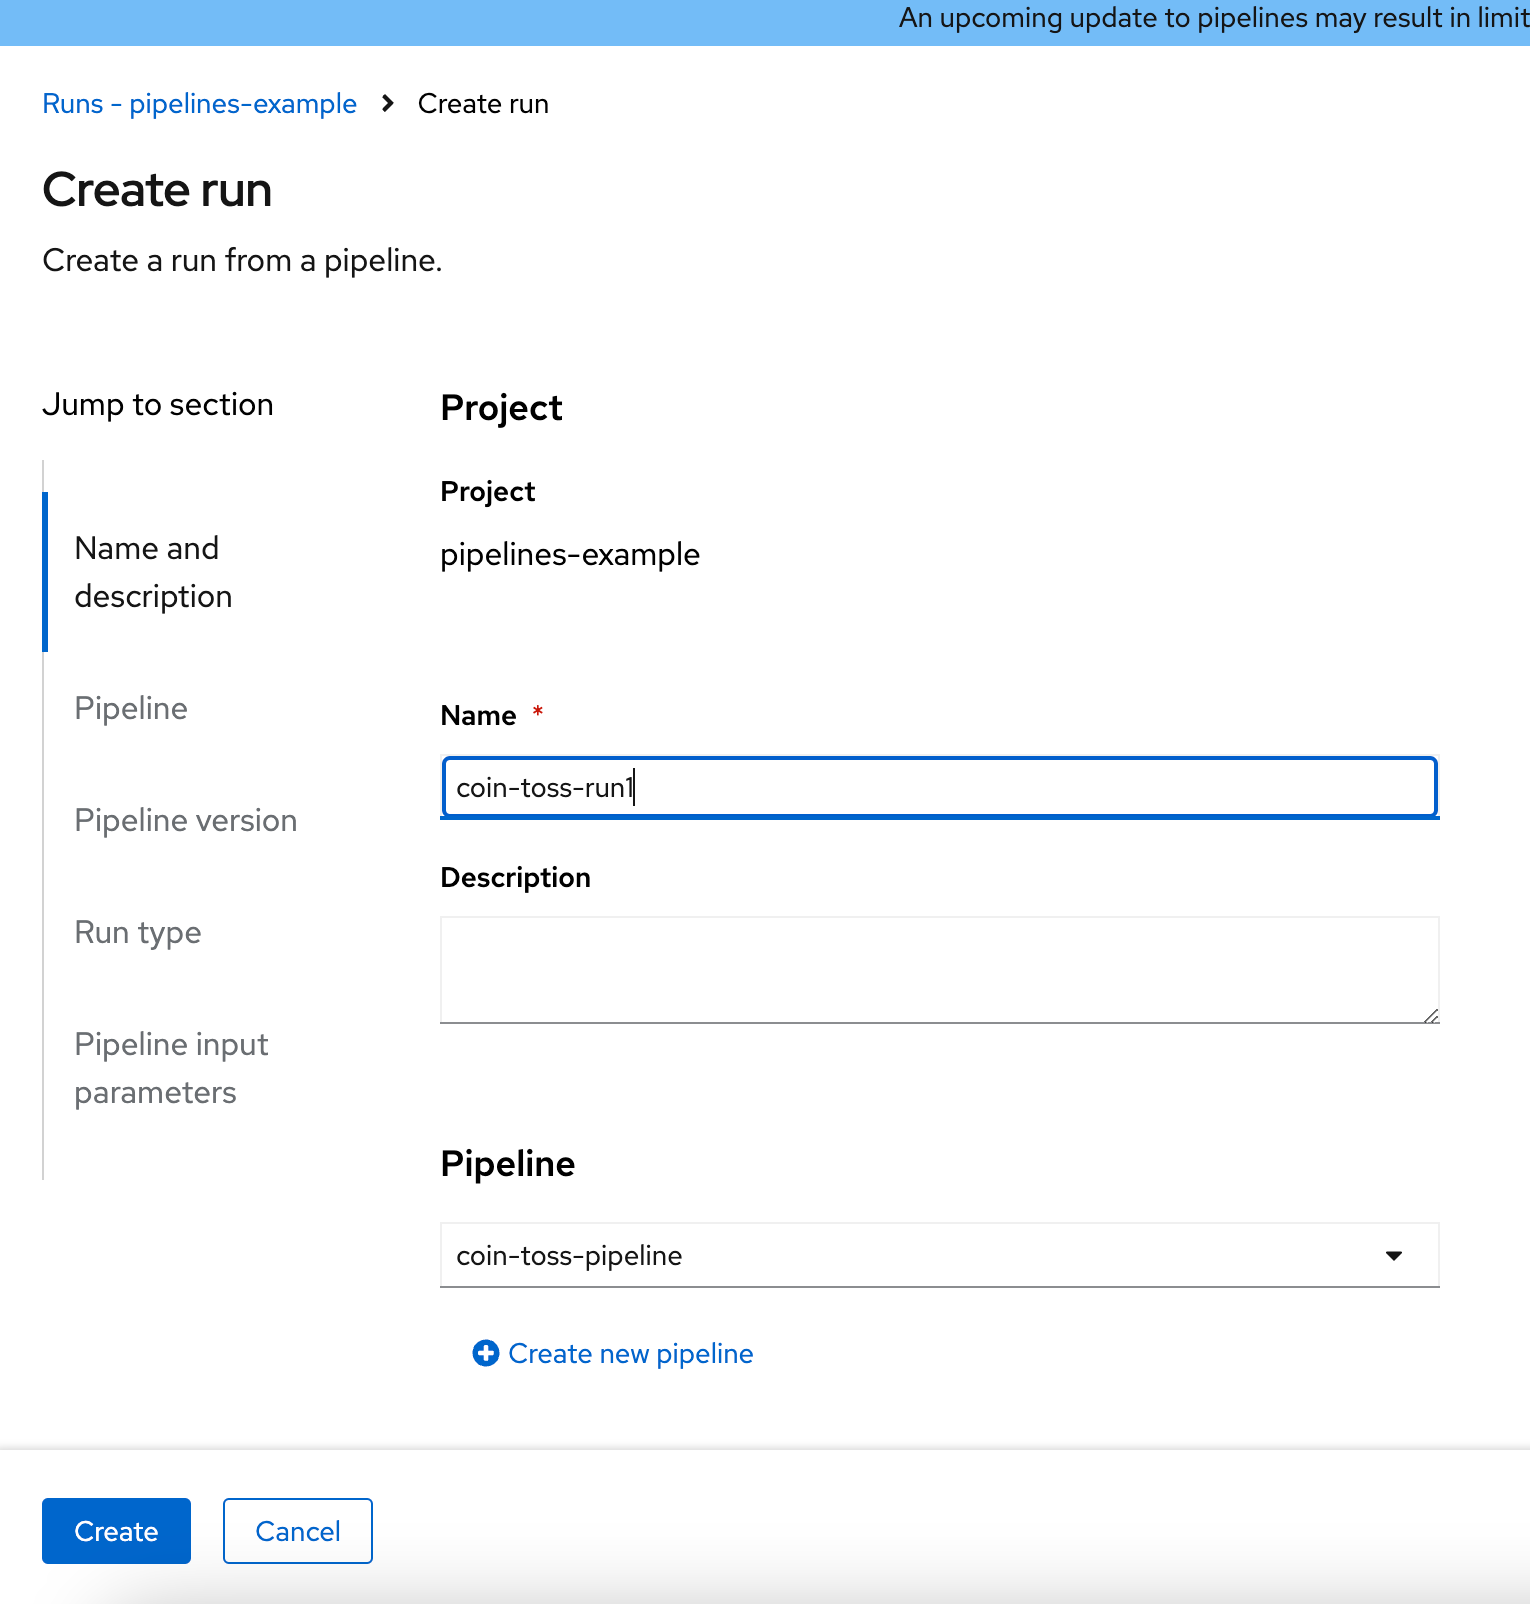 An upcoming update to pipelines may result in
Runs - pipelines-example > Create run
Create run
Create a run from a pipeline.
Jump to section
Name and
description
Pipeline
Pipeline version
Run type
Pipeline input
parameters
Project
Project
pipelines-example
Name *
coin-toss-run1
Description
Pipeline
coin-toss-pipeline
Create new pipeline
Create
Cancel